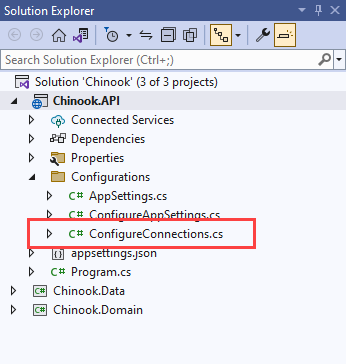 Solution Explorer
Search Solution Explorer (Ctrl+;)
Solution 'Chinook' (3 of 3 projects)
Chinook.API
Connected Services
Dependencies
Properties
Configurations
C# AppSettings.cs
C# ConfigureAppSettings.cs
C# ConfigureConnections.cs
appsettings.json
C# Program.cs
C# Chinook.Data
C# Chinook.Domain